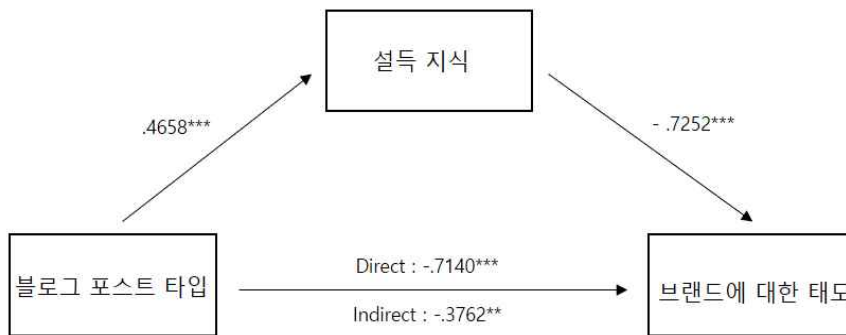 설득 지식
.4658***
- .7252***
블로그 포스트 타입
Direct : -.7140***
Indirect : -.3762**
브랜드에 대한 태도